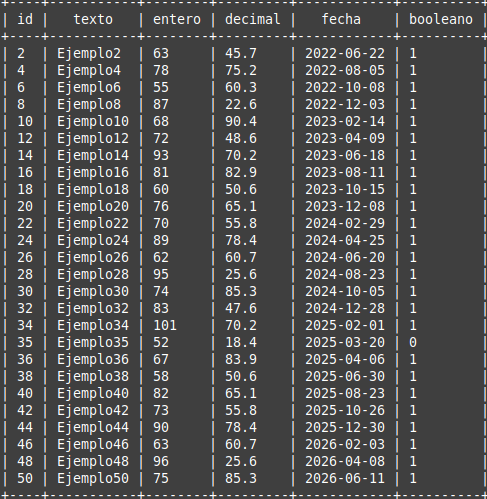 +----+-----------+--------+---------+------------+----------+
| id | texto | entero | decimal | fecha | booleano |
+----+-----------+--------+---------+------------+----------+
| 2 | Ejemplo2 | 63 | 45.7 | 2022-06-22 | 1
| 4 | Ejemplo4 | 78 | 75.2 | 2022-08-05 | 1
| 6 | Ejemplo6 | 55 | 60.3 | 2022-10-08 | 1
| 8 | Ejemplo8 | 87 | 22.6 | 2022-12-03 | 1
| 10 | Ejemplo10 | 68 | 90.4 | 2023-02-14 | 1
| 12 | Ejemplo12 | 72 | 48.6 | 2023-04-09 | 1
| 14 | Ejemplo14 | 93 | 70.2 | 2023-06-18 | 1
| 16 | Ejemplo16 | 81 | 82.9 | 2023-08-11 | 1
| 18 | Ejemplo18 | 60 | 50.6 | 2023-10-15 | 1
| 20 | Ejemplo20 | 76 | 65.1 | 2023-12-08 | 1
| 22 | Ejemplo22 | 70 | 55.8 | 2024-02-29 | 1
| 24 | Ejemplo24 | 89 | 78.4 | 2024-04-25 | 1
| 26 | Ejemplo26 | 62 | 60.7 | 2024-06-20 | 1
| 28 | Ejemplo28 | 95 | 25.6 | 2024-08-23 | 1
| 30 | Ejemplo30 | 74 | 85.3 | 2024-10-05 | 1
| 32 | Ejemplo32 | 83 | 47.6 | 2024-12-28 | 1
| 34 | Ejemplo34 | 101 | 70.2 | 2025-02-01 | 1
| 35 | Ejemplo35 | 52 | 18.4 | 2025-03-20 | 0
| 36 | Ejemplo36 | 67 | 83.9 | 2025-04-06 | 1
| 38 | Ejemplo38 | 58 | 50.6 | 2025-06-30 | 1
| 40 | Ejemplo40 | 82 | 65.1 | 2025-08-23 | 1
| 42 | Ejemplo42 | 73 | 55.8 | 2025-10-26 | 1
| 44 | Ejemplo44 | 90 | 78.4 | 2025-12-30 | 1
| 46 | Ejemplo46 | 63 | 60.7 | 2026-02-03 | 1
| 48 | Ejemplo48 | 96 | 25.6 | 2026-04-08 | 1
| 50 | Ejemplo50 | 75 | 85.3 | 2026-06-11 | 1
+----+-----------+--------+---------+------------+----------+